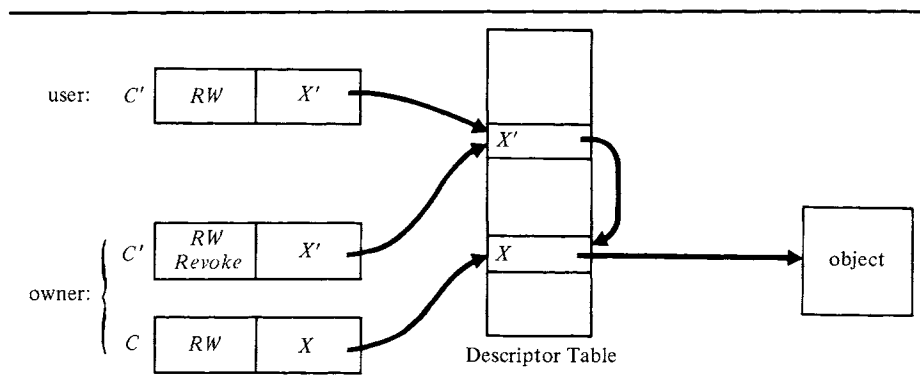 user: C′ RW X′
X′
C′ RW X′
Revoke
owner:
C RW X
X
object
Descriptor Table